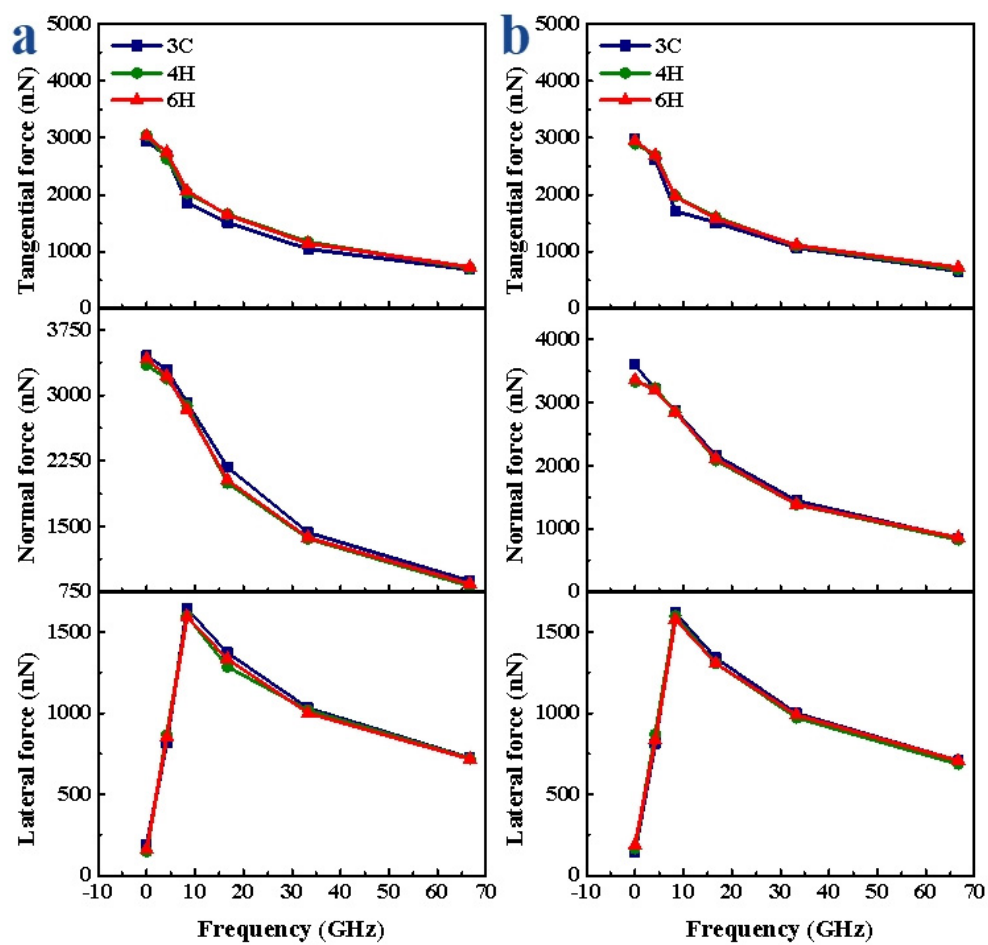 a
3C
4H
6H
Tangential force (nN)
5000
4000
3000
2000
1000
0
Normal force (nN)
3750
3000
2250
1500
750
Lateral force (nN)
1500
1000
500
0
-10 0 10 20 30 40 50 60 70
Frequency (GHz)
b
3C
4H
6H
Tangential force (nN)
5000
4000
3000
2000
1000
0
Normal force (nN)
4000
3000
2000
1000
0
Lateral force (nN)
1500
1000
500
0
-10 0 10 20 30 40 50 60 70
Frequency (GHz)